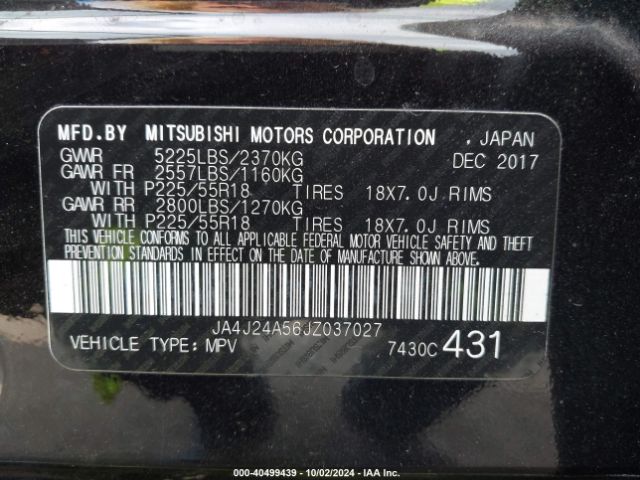 MFD.BY MITSUBISHI MOTORS CORPORATION , JAPAN
GVWR 5225LBS/2370KG DEC 2017
GAWR FR 2557LBS/1160KG
WITH P225/55R18 TIRES 18X7.0J RIMS
GAWR RR 2800LBS/1270KG
WITH P225/55R18 TIRES 18X7.0J RIMS
THIS VEHICLE CONFORMS TO ALL APPLICABLE FEDERAL MOTOR VEHICLE SAFETY AND THEFT
PREVENTION STANDARDS IN EFFECT ON THE DATE OF MANUFACTURE SHOWN ABOVE.
JA4J24A56JZ037027
VEHICLE TYPE:MPV 7430C 431
(DE) - 40499439 - 10/02/2024 - IAA Inc.